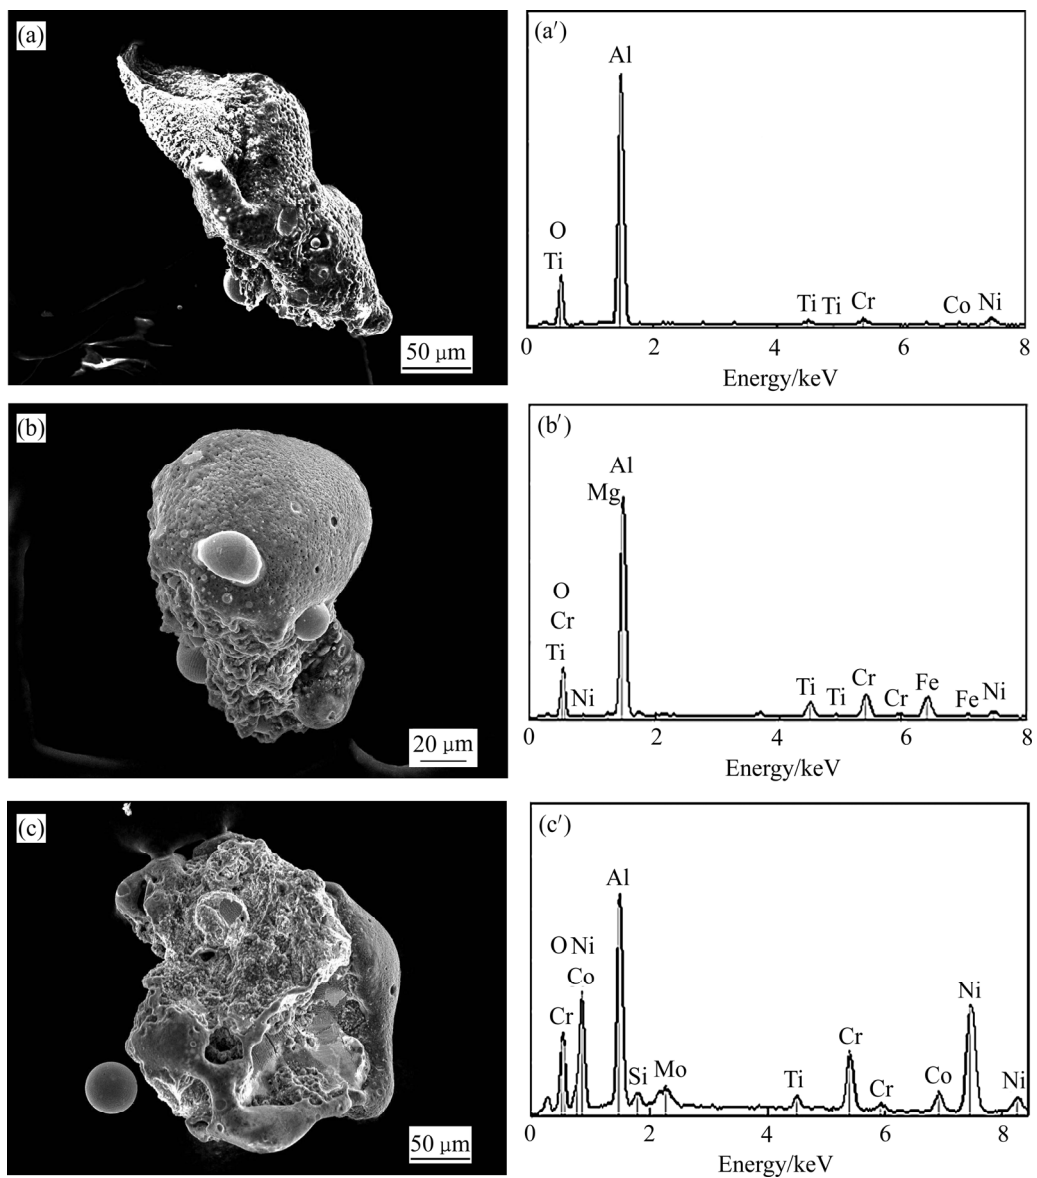 (a)
50 μm
(a′)
Al
O
Ti
Ti Ti Cr Co Ni
0 2 4 6 8
Energy/keV
(b)
20 μm
(b′)
Al
Mg
O
Cr
Ti
Ni
Ti Ti Cr Cr Fe Fe Ni
0 2 4 6 8
Energy/keV
(c)
50 μm
(c′)
Al
O Ni
Co
Cr
Si Mo
Ti Cr Cr Co Ni Ni
0 2 4 6 8
Energy/keV